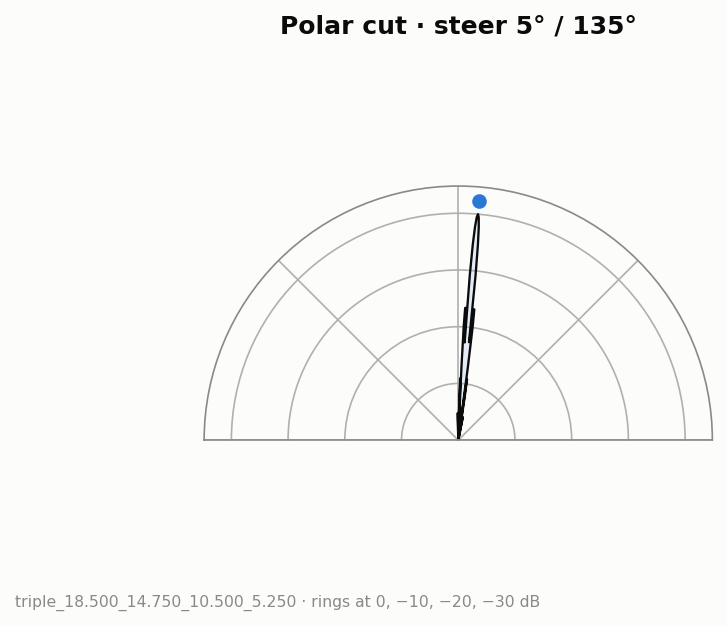 Polar cut · steer 5° / 135°
triple_18.500_14.750_10.500_5.250 · rings at 0, −10, −20, −30 dB